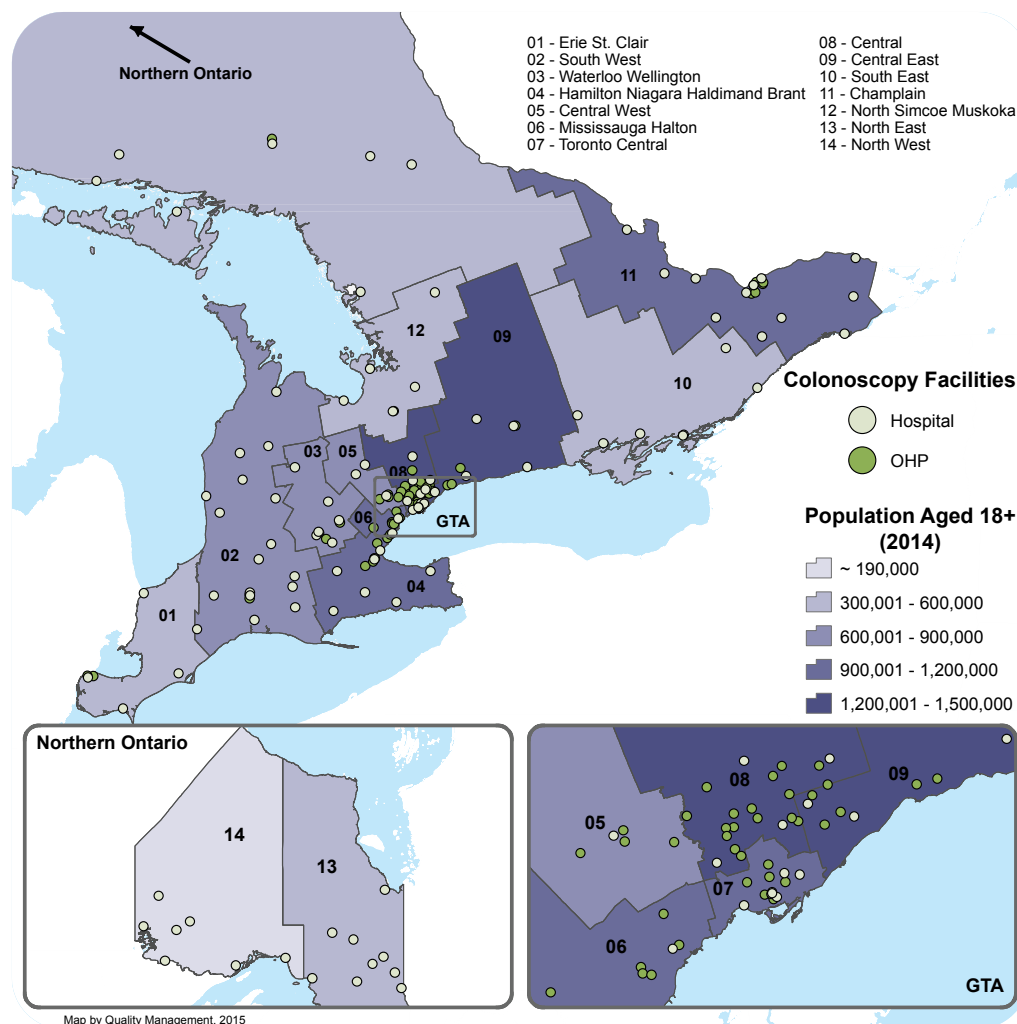 01 - Erie St. Clair
02 - South West
03 - Waterloo Wellington
04 - Hamilton Niagara Haldimand Brant
05 - Central West
06 - Mississauga Halton
07 - Toronto Central
08 - Central
09 - Central East
10 - South East
11 - Champlain
12 - North Simcoe Muskoka
13 - North East
14 - North West
Northern Ontario
11
12
09
10
03
05
08
06
GTA
02
04
01
Colonoscopy Facilities
Hospital
OHP
Population Aged 18+
(2014)
~ 190,000
300,001 - 600,000
600,001 - 900,000
900,001 - 1,200,000
1,200,001 - 1,500,000
Northern Ontario
14
13
08
09
05
07
06
GTA
Map by Quality Management, 2015